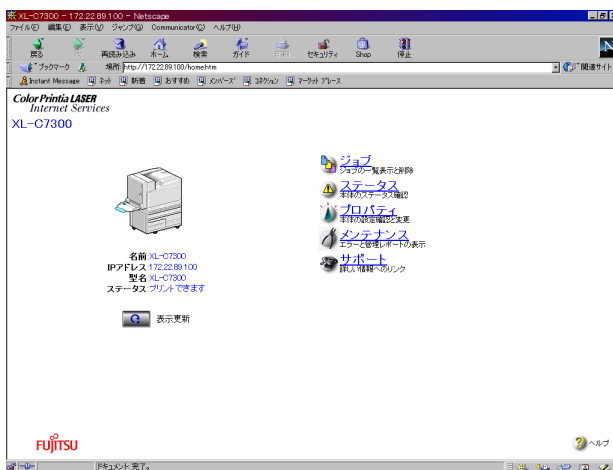 XL-C7300 - 172.22.89.100 - Netscape
ファイル(F) 編集(E) 表示(V) ジャンプ(G) Communicator(C) ヘルプ(H)
戻る 再読み込み ホーム 検索 ガイド 印刷 セキュリティ Shop 停止
ブックマーク 場所: http://172.22.89.100/home.htm 関連サイト
Instant Message ネット 新着 おすすめ メンバーズ コネクション マーケットプレース
Color Printia LASER
Internet Services
XL-C7300
ジョブ
ジョブの一覧表示と削除
ステータス
本体のステータス確認
プロパティ
本体の設定確認と変更
メンテナンス
エラーと管理レポートの表示
サポート
詳しい情報へのリンク
名前:XL-C7300
IPアドレス:172.22.89.100
型名:XL-C7300
ステータス:プリントできます
表示更新
FUJITSU
ヘルプ
ドキュメント:完了。